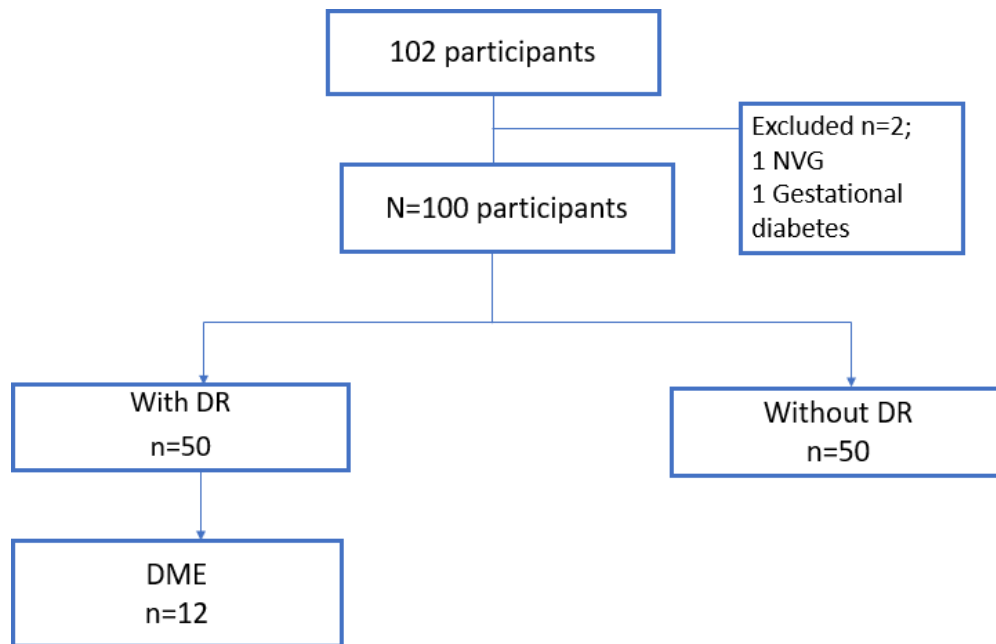 102 participants
Excluded n=2;
1 NVG
1 Gestational
diabetes
N=100 participants
With DR
n=50
Without DR
n=50
DME
n=12